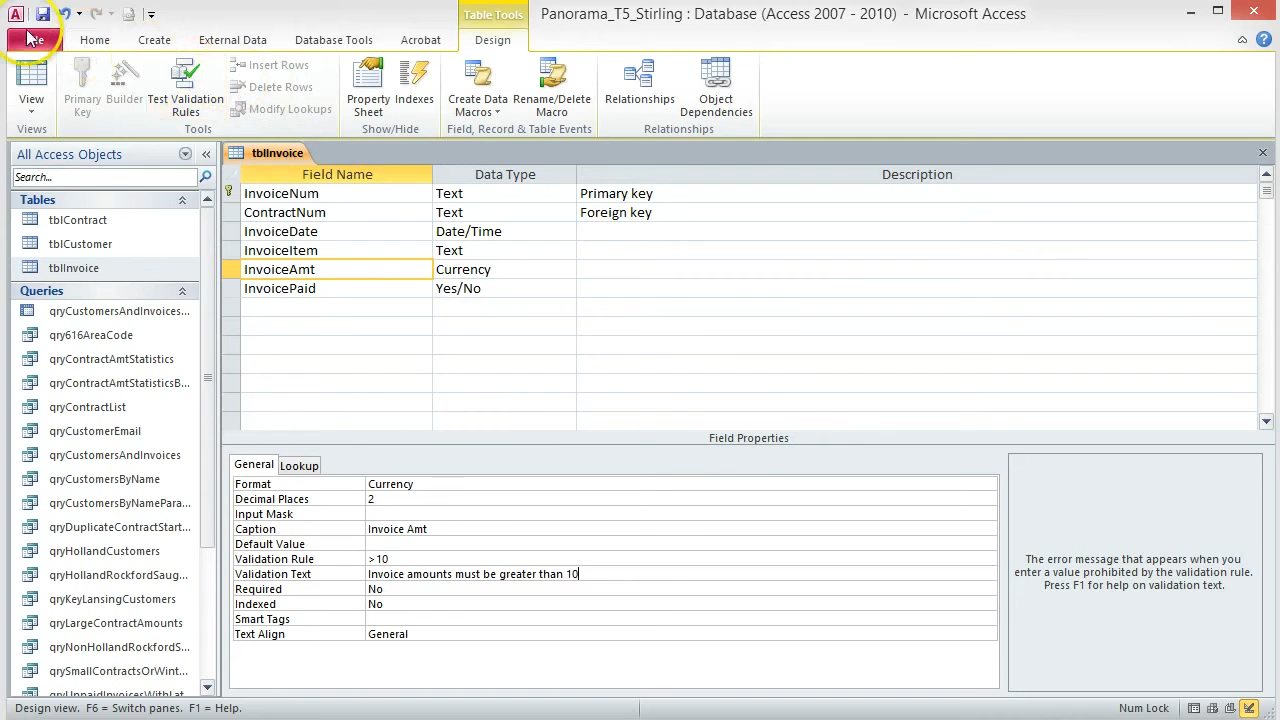 Table Tools
Panorama_T5_Stirling : Database (Access 2007 - 2010) - Microsoft Access
Home
Create
External Data
Database Tools
Acrobat
Design
View
Primary Key
Builder
Test Validation Rules
Insert Rows
Delete Rows
Modify Lookups
Property Sheet
Indexes
Create Data Macros
Rename/Delete Macro
Relationships
Object Dependencies
Views
Tools
Show/Hide
Field, Record & Table Events
Relationships
All Access Objects
Search...
Tables
tblContract
tblCustomer
tblInvoice
Queries
qryCustomersAndInvoices...
qry616AreaCode
qryContractAmtStatistics
qryContractAmtStatisticsB...
qryContractList
qryCustomerEmail
qryCustomersAndInvoices
qryCustomersByName
qryCustomersByNamePara...
qryDuplicateContractStart...
qryHollandCustomers
qryHollandRockfordSaug...
qryKeyLansingCustomers
qryLargeContractAmounts
qryNonHollandRockfordS...
qrySmallContractsOrWint...
qryUnpaidInvoicesWithLat...
tblInvoice
Field Name Data Type Description
InvoiceNum Text Primary key
ContractNum Text Foreign key
InvoiceDate Date/Time
InvoiceItem Text
InvoiceAmt Currency
InvoicePaid Yes/No
Field Properties
General Lookup
Format Currency
Decimal Places 2
Input Mask
Caption Invoice Amt
Default Value
Validation Rule >10
Validation Text Invoice amounts must be greater than 10
Required No
Indexed No
Smart Tags
Text Align General
The error message that appears when you
enter a value prohibited by the validation rule.
Press F1 for help on validation text.
Design view. F6 = Switch panes. F1 = Help.
Num Lock